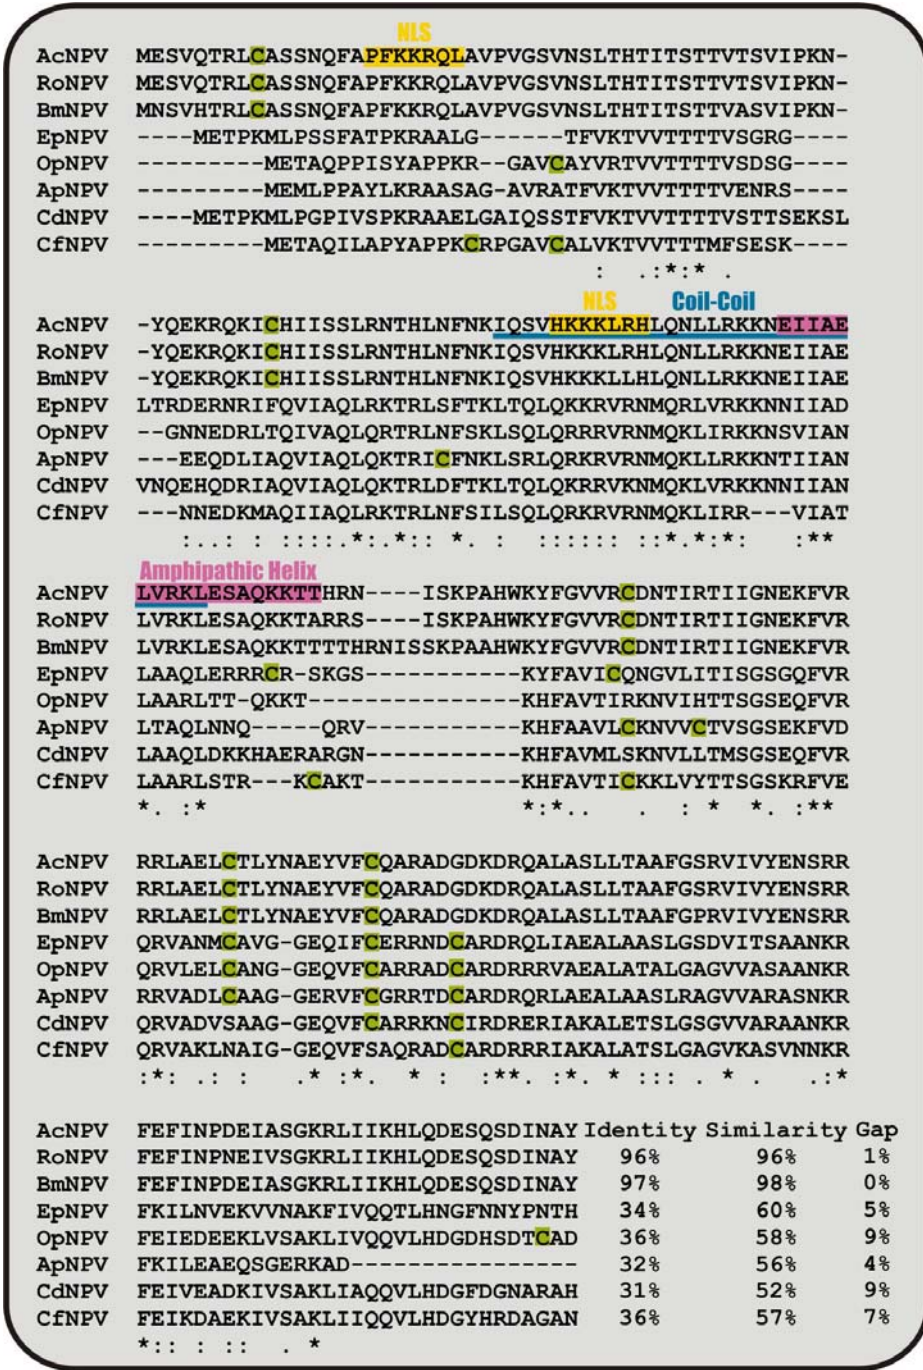 NLS
AcNPV MESVQTRLCASSNQFAPFKKRQLAVPVGSVNSLTHTITSTTVTSVIPKN-
RoNPV MESVQTRLCASSNQFAPFKKRQLAVPVGSVNSLTHTITSTTVTSVIPKN-
BmNPV MNSVHTRLCASSNQFAPFKKRQLAVPVGSVNSLTHTITSTTVASVIPKN-
EpNPV ----METPKMLPSSFATPKRAALG------TFVKTVVTTTTVSGRG----
OpNPV ---------METAQPPISYAPPKR--GAVCAYVRTVVTTTTVSDSG----
ApNPV ---------MEMLPPAYLKRAASAG-AVRATFVKTVVTTTTVENRS----
CdNPV ----METPKMLPGPIVSPKRAAELGAIQSSTFVKTVVTTTTVSTTSEKSL
CfNPV ---------METAQILAPYAPPKCRPGAVCALVKTVVTTTMFSESK----
: .:*:* .
NLS Coil-Coil
AcNPV -YQEKRQKICHIISSLRNTHLNFNKIQSVHKKKLRHLQNLLRKKNEIIAE
RoNPV -YQEKRQKICHIISSLRNTHLNFNKIQSVHKKKLRHLQNLLRKKNEIIAE
BmNPV -YQEKRQKICHIISSLRNTHLNFNKIQSVHKKKLLHLQNLLRKKNEIIAE
EpNPV LTRDERNRIFQVIAQLRKTRLSFTKLTQLQKKRVRNMQRLVRKKNNIIAD
OpNPV --GNNEDRLTQIVAQLQRTRLNFSKLSQLQRRRVRNMQKLIRKKNSVIAN
ApNPV ---EEQDLIAQVIAQLQKTRICFNKLSRLQRKRVRNMQKLLRKKNTIIAN
CdNPV VNQEHQDRIAQVIAQLQKTRLDFTKLTQLQKRRVKNMQKLVRKKNNIIAN
CfNPV ---NNEDKMAQIIAQLRKTRLNFSILSQLQRKRVRNMQKLIRR---VIAT
:..: : ::::.*:.*:: *. : :::::: ::*.*:*: :**
Amphipathic Helix
AcNPV LVRKLESAQKKTTHRN----ISKPAHWKYFGVVRCDNTIRTIIGNEKFVR
RoNPV LVRKLESAQKKTARRS----ISKPAHWKYFGVVRCDNTIRTIIGNEKFVR
BmNPV LVRKLESAQKKTTTTHRNISSKPAAHWKYFGVVRCDNTIRTIIGNEKFVR
EpNPV LAAQLERRRCR-SKGS-----------KYFAVICQNGVLITISGSGQFVR
OpNPV LAARLTT-QKKT---------------KHFAVTIRKNVIHTTSGSEQFVR
ApNPV LTAQLNNQ-----QRV-----------KHFAAVLCKNVVCTVSGSEKFVD
CdNPV LAAQLDKKHAERARGN-----------KHFAVMLSKNVLLTMSGSEQFVR
CfNPV LAARLSTR---KCAKT-----------KHFAVTICKKLVYTTSGSKRFVE
*. :* *:*.. . : * *. :**
AcNPV RRLAELCTLYNAEYVFCQARADGDKDRQALASLLTAAFGSRVIVYENSRR
RoNPV RRLAELCTLYNAEYVFCQARADGDKDRQALASLLTAAFGSRVIVYENSRR
BmNPV RRLAELCTLYNAEYVFCQARADGDKDRQALASLLTAAFGPRVIVYENSRR
EpNPV QRVANMCAVGG-GEQIFCERRNDCARDRQLIAEALAASLGSDVITSAANKR
OpNPV QRVLELCANG-GEQVFCARRADCARDRRRVAEALATALGAGVVASAANKR
ApNPV RRVADLCAAGG-GERVFCGRRTDCARDRQRLAEALAASLRAGVVARASNKR
CdNPV QRVADVSAAGG-GEQVFCARRKNCIRDRERIAKALETSLGSGVVARAANKR
CfNPV QRVAKLNAIGG-GEQVFSAQRADCARDRRRIAKALATSLGAGVKASVNNKR
:*: .: : .* :*. * : :**. :.* * ::: . * . .:*
AcNPV FEFINPDEIASGKRLIIKHLQDESQSDINAY Identity Similarity Gap
RoNPV FEFINPNEIVSGKRLIIKHLQDESQSDINAY 96% 96% 1%
BmNPV FEFINPDEIASGKRLIIKHLQDESQSDINAY 97% 98% 0%
EpNPV FKILNVEKVVNAKFIVQQTLHNGFNNYPNTH 34% 60% 5%
OpNPV FEIEDEEKLVSAKLIVQQVLHDGDHSDTCAD 36% 58% 9%
ApNPV FKILEAEQSGERKAD---------------- 32% 56% 4%
CdNPV FEIVEADKIVSAKLIAQQVLHDGFDGNARAH 31% 52% 9%
CfNPV FEIKDAEKIVSAKLIIQQVLHDGYHRDAGAN 36% 57% 7%
*:: : :: . *